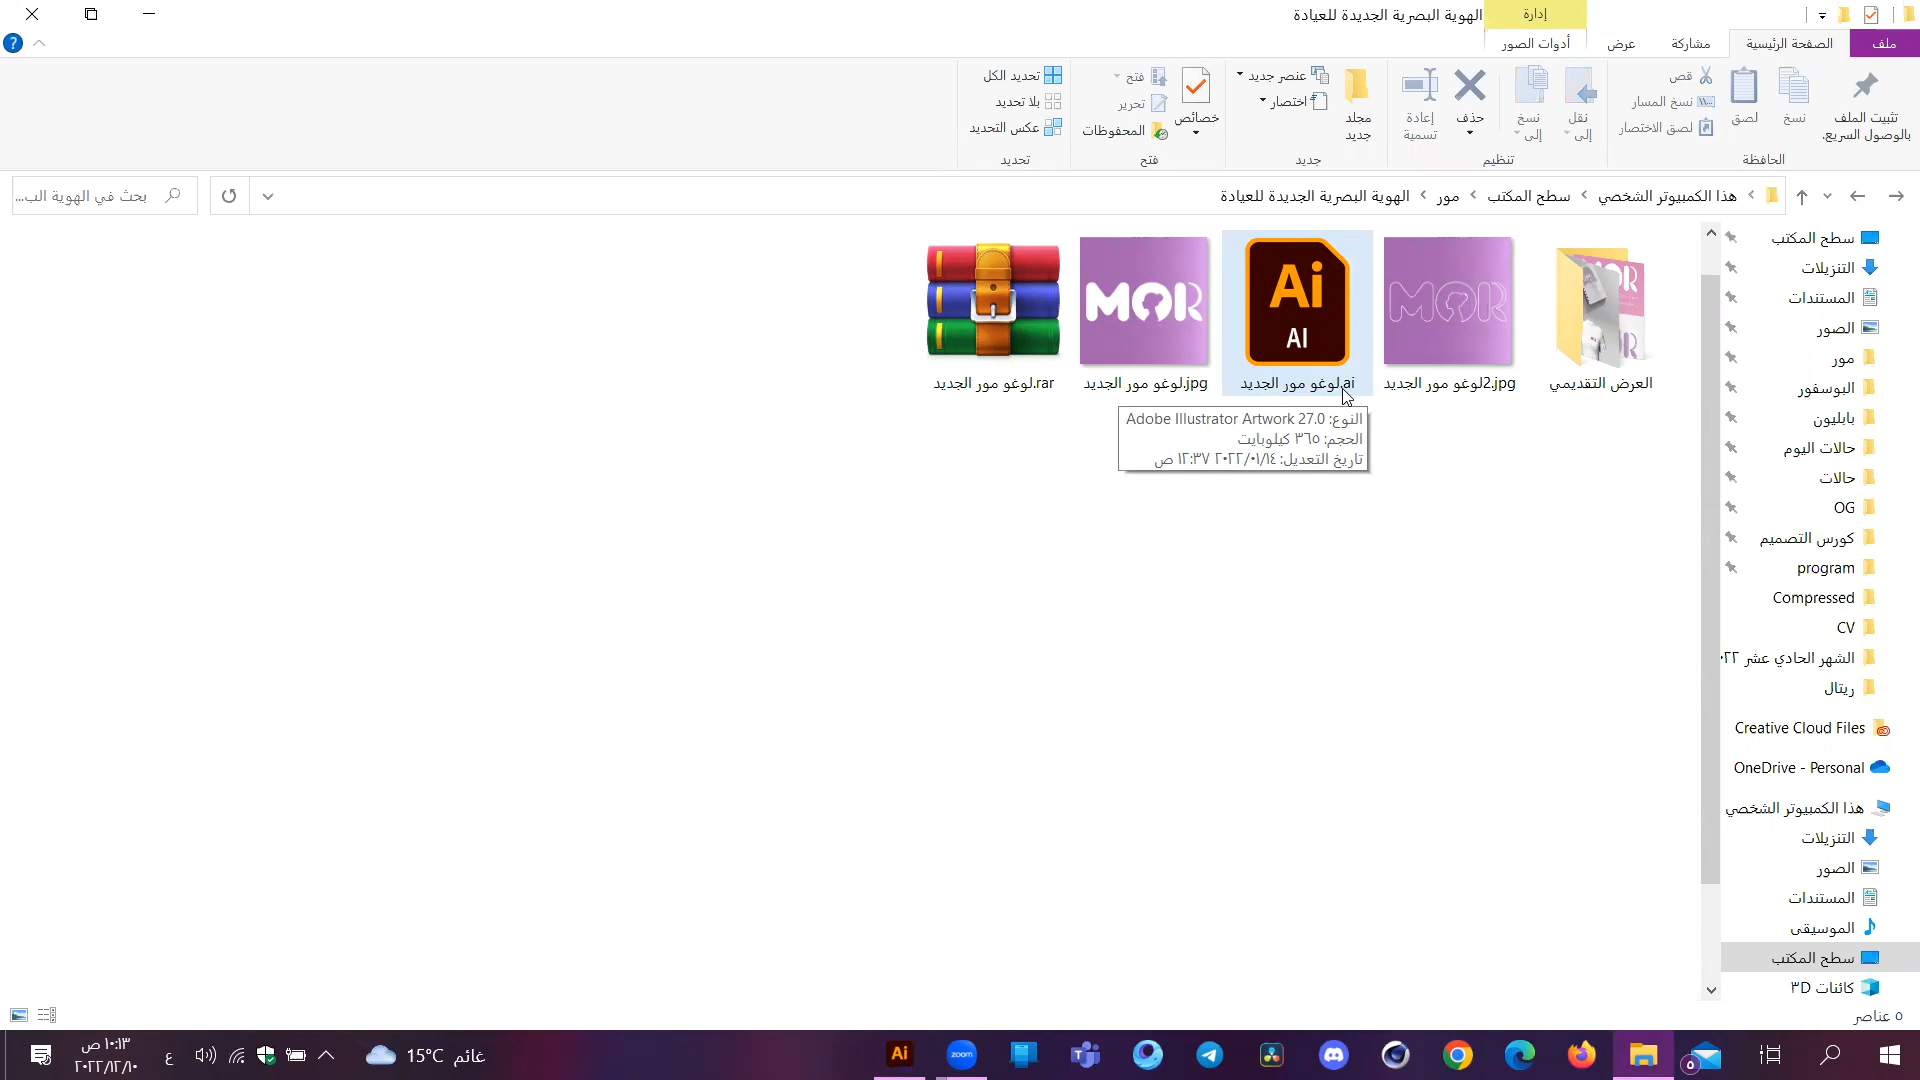 الهوية البصرية الجديدة للعيادة
إدارة
ملف
الصفحة الرئيسية
مشاركة
عرض
أدوات الصور
تثبيت الملف
بالوصول السريع.
نسخ
لصق
قص
نسخ المسار
لصق الاختصار
الحافظة
نقل
إلى
نسخ
إلى
حذف
إعادة
تسمية
تنظيم
مجلد
جديد
عنصر جديد
اختصار
جديد
خصائص
فتح
تحرير
المحفوظات
فتح
تحديد الكل
بلا تحديد
عكس التحديد
تحديد
هذا الكمبيوتر الشخصي
سطح المكتب
مور
الهوية البصرية الجديدة للعيادة
بحث في الهوية الب...
سطح المكتب
التنزيلات
المستندات
الصور
مور
البوسفور
بابليون
حالات اليوم
حالات
OG
كورس التصميم
program
Compressed
CV
الشهر الحادي عشر ٢٢
ريتال
Creative Cloud Files
OneDrive - Personal
هذا الكمبيوتر الشخصي
التنزيلات
الصور
المستندات
الموسيقى
سطح المكتب
كائنات ٣D
العرض التقديمي
MOR
لوغو مور الجديد2.jpg
Ai
AI
لوغو مور الجديد.ai
MOR
لوغو مور الجديد.jpg
لوغو مور الجديد.rar
النوع: Adobe Illustrator Artwork 27.0
الحجم: ٣٦٥ كيلوبايت
تاريخ التعديل: ٢٠٢٢/٠١/١٤ ١٢:٣٧ ص
٥ عناصر
Ai
zoom
غائم 15°C
ع
١٠:١٣ ص
٢٠٢٢/١٢/١٠